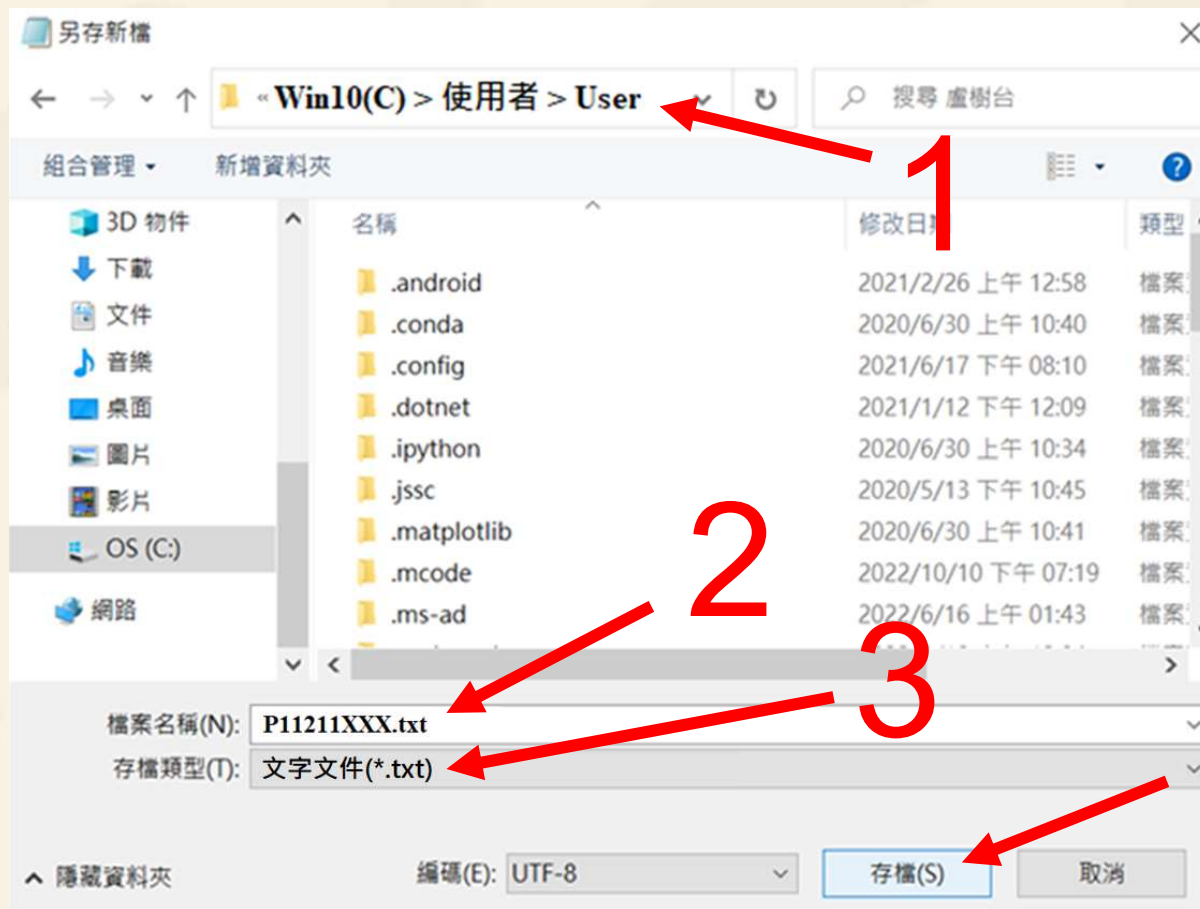 另存新檔
« Win10(C) > 使用者 > User
搜尋 盧樹台
1
組合管理
新增資料夾
?
名稱 修改日 類型
3D 物件
下載
文件
音樂
桌面
圖片
影片
OS (C:)
網路
.android 2021/2/26 上午 12:58 檔案
.conda 2020/6/30 上午 10:40 檔案
.config 2021/6/17 下午 08:10 檔案
.dotnet 2021/1/12 下午 12:09 檔案
.ipython 2020/6/30 上午 10:34 檔案
.jssc 2020/5/13 下午 10:45 檔案
.matplotlib 2020/6/30 上午 10:41 檔案
.mcode 2022/10/10 下午 07:19 檔案
.ms-ad 2022/6/16 上午 01:43 檔案
2
3
檔案名稱(N): P11211XXX.txt
存檔類型(T): 文字文件(*.txt)
隱藏資料夾
編碼(E): UTF-8
存檔(S)
取消